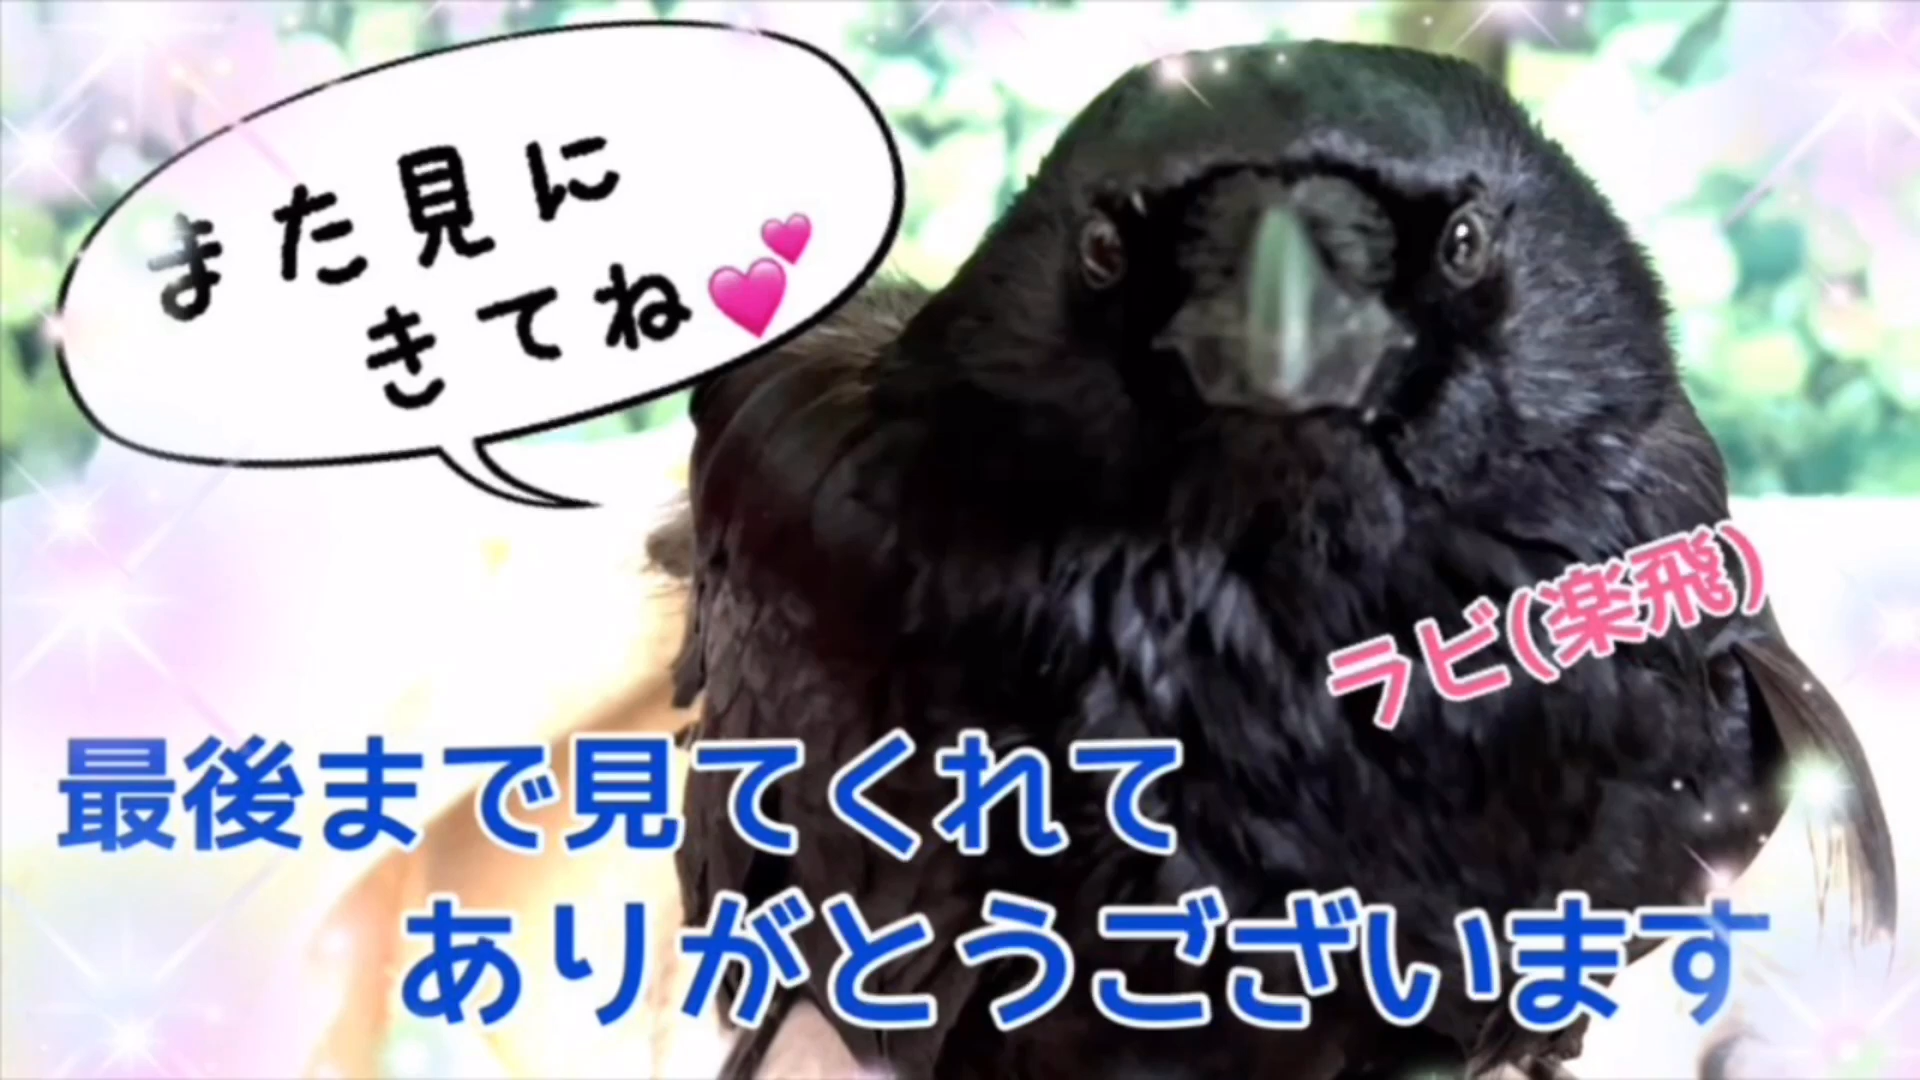 また見に
きてね💕
ラビ(楽飛)
最後まで見てくれて
ありがとうございます